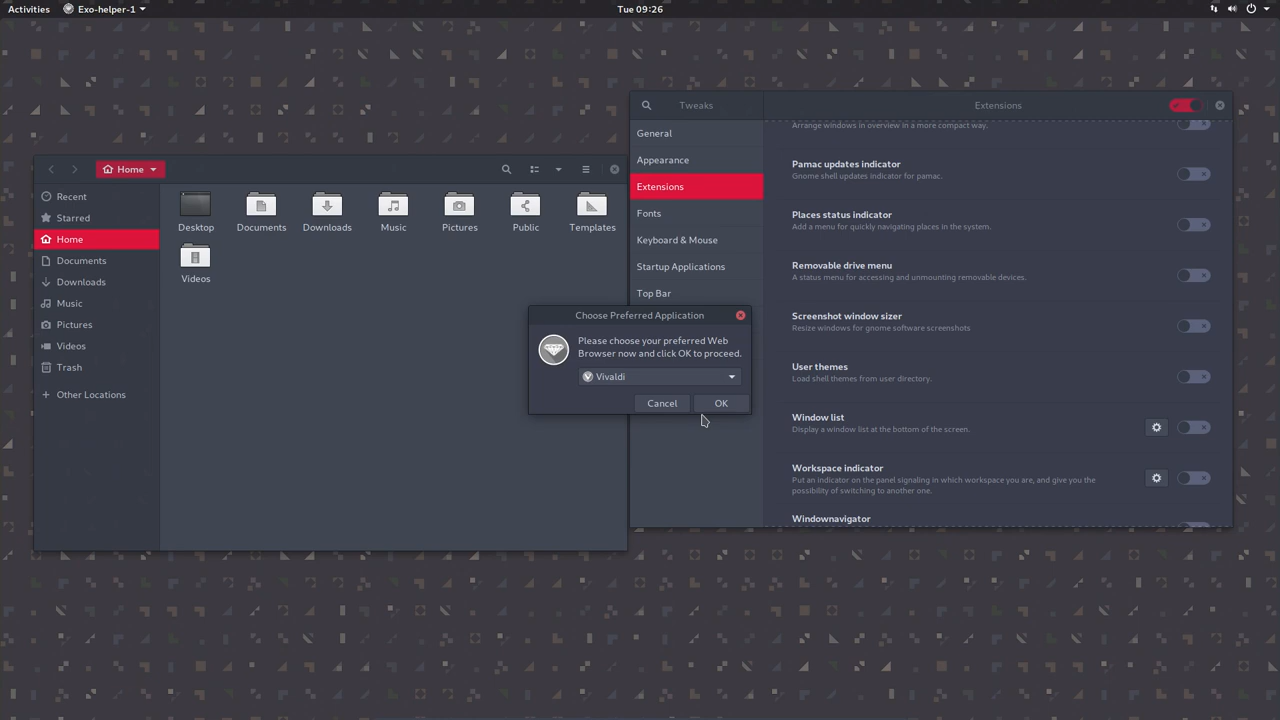 Activities
Exo-helper-1
Tue 09:26
Home
Recent
Starred
Home
Documents
Downloads
Music
Pictures
Videos
Trash
Other Locations
Desktop
Documents
Downloads
Music
Pictures
Public
Templates
Videos
Tweaks
Extensions
General
Appearance
Extensions
Fonts
Keyboard & Mouse
Startup Applications
Top Bar
Arrange windows in overview in a more compact way.
Pamac updates indicator
Gnome shell updates indicator for pamac.
Places status indicator
Add a menu for quickly navigating places in the system.
Removable drive menu
A status menu for accessing and unmounting removable devices.
Screenshot window sizer
Resize windows for gnome software screenshots
User themes
Load shell themes from user directory.
Window list
Display a window list at the bottom of the screen.
Workspace indicator
Put an indicator on the panel signaling in which workspace you are, and give you the
possibility of switching to another one.
Windownavigator
Choose Preferred Application
Please choose your preferred Web
Browser now and click OK to proceed.
Vivaldi
Cancel
OK